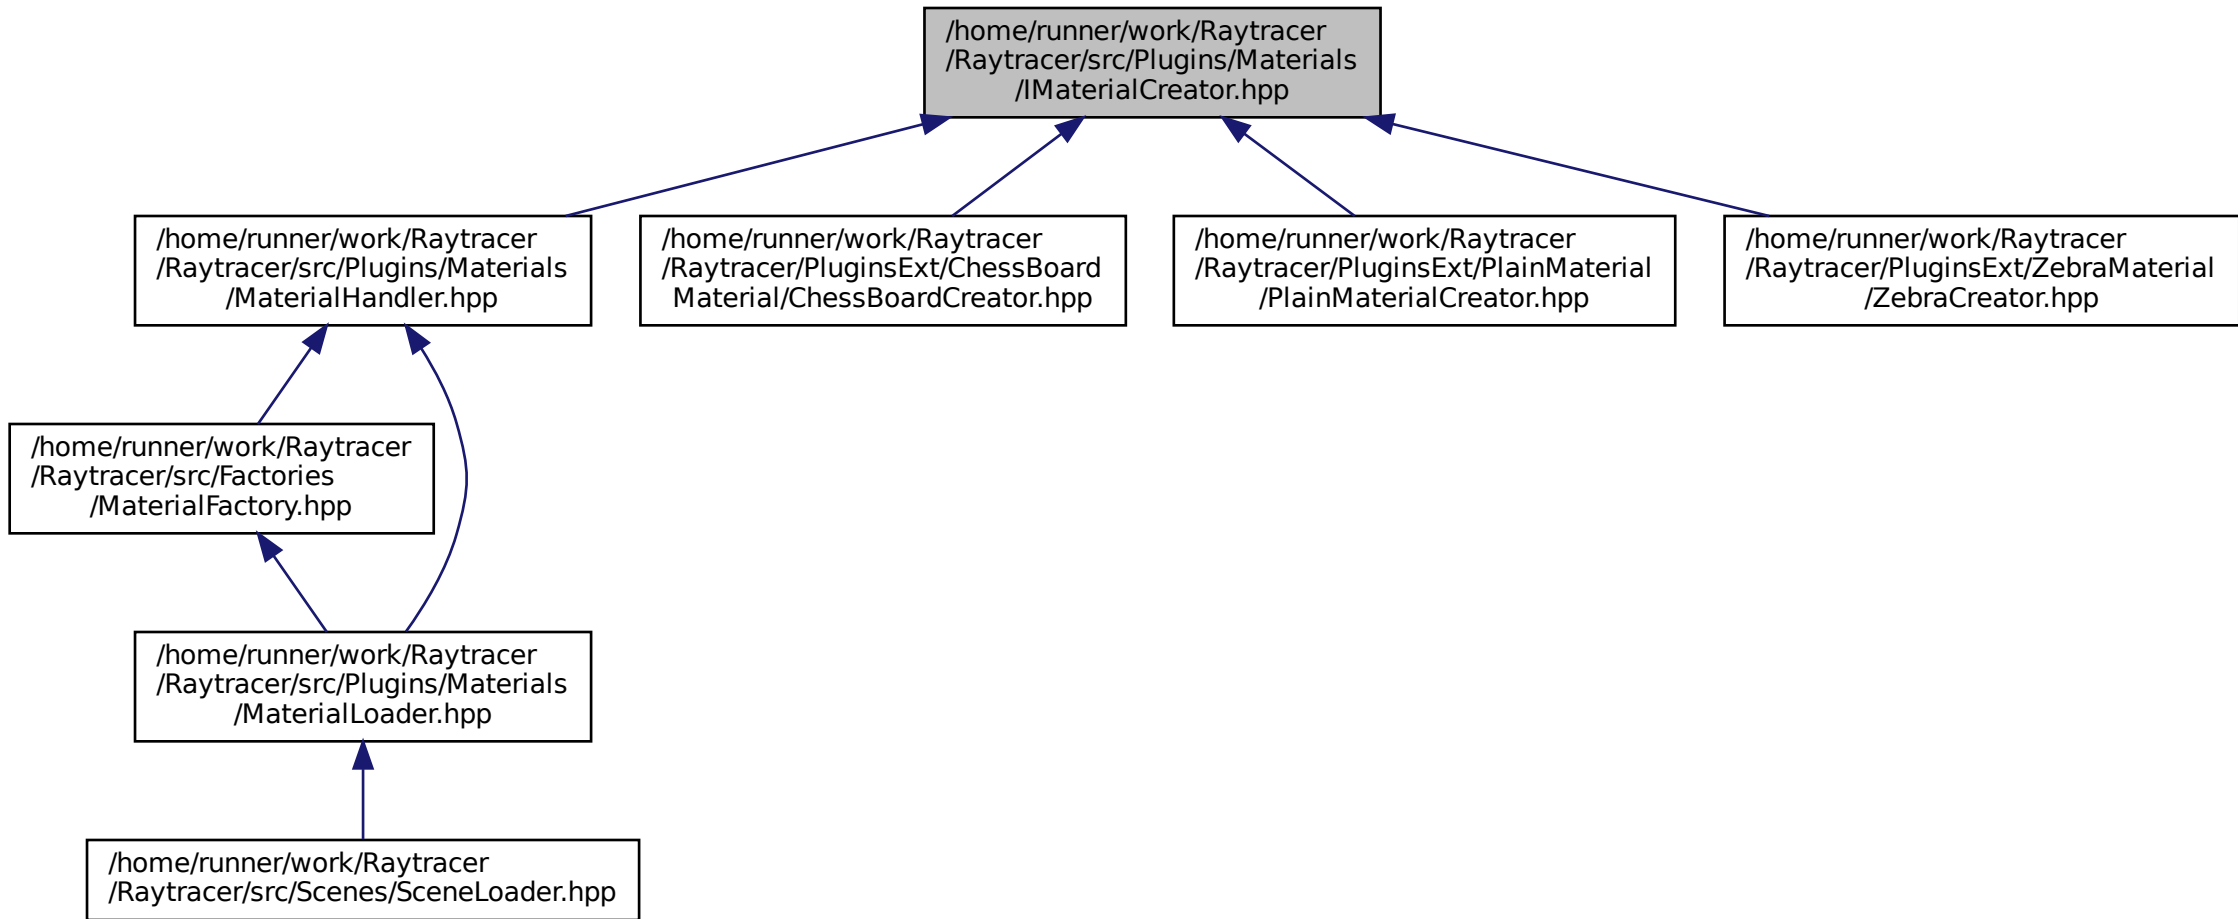 /home/runner/work/Raytracer
/Raytracer/src/Plugins/Materials
/IMaterialCreator.hpp
/home/runner/work/Raytracer
/Raytracer/src/Plugins/Materials
/MaterialHandler.hpp
/home/runner/work/Raytracer
/Raytracer/PluginsExt/ChessBoard
Material/ChessBoardCreator.hpp
/home/runner/work/Raytracer
/Raytracer/PluginsExt/PlainMaterial
/PlainMaterialCreator.hpp
/home/runner/work/Raytracer
/Raytracer/PluginsExt/ZebraMaterial
/ZebraCreator.hpp
/home/runner/work/Raytracer
/Raytracer/src/Factories
/MaterialFactory.hpp
/home/runner/work/Raytracer
/Raytracer/src/Plugins/Materials
/MaterialLoader.hpp
/home/runner/work/Raytracer
/Raytracer/src/Scenes/SceneLoader.hpp